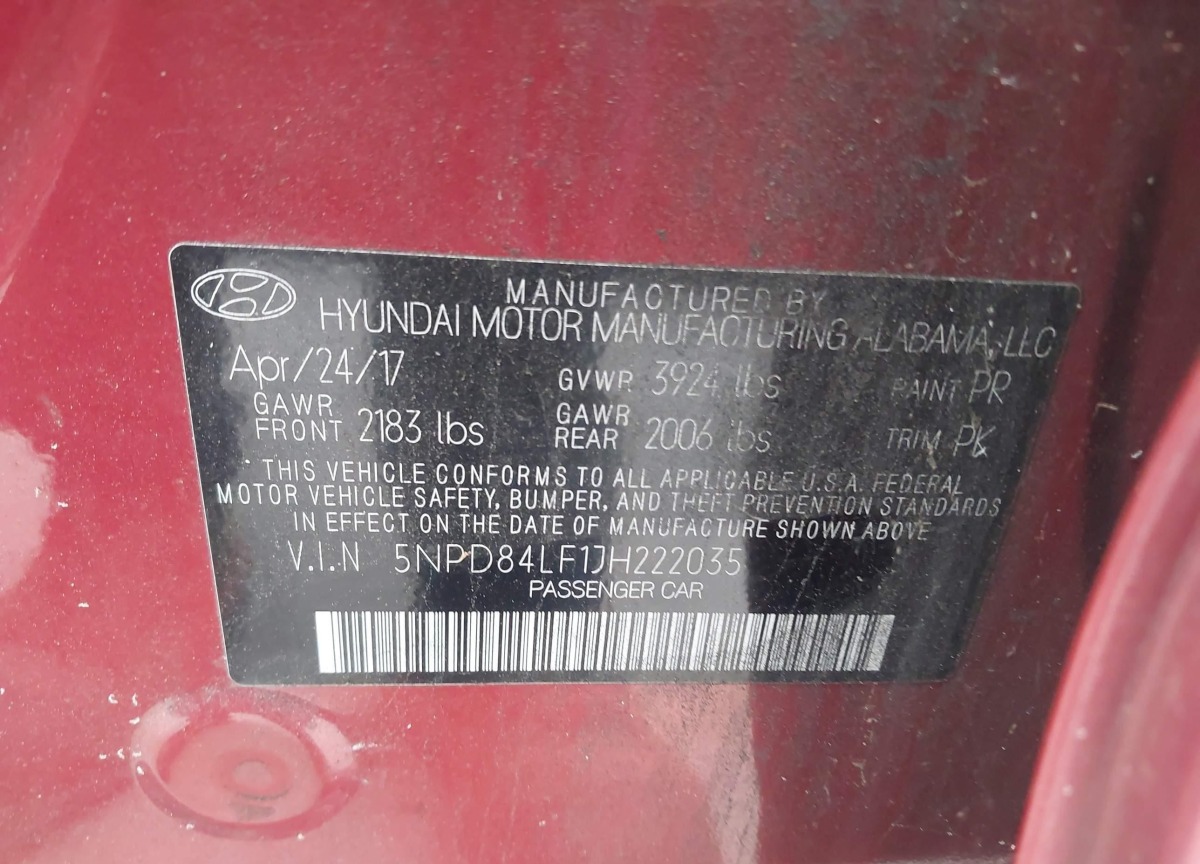 MANUFACTURED BY
HYUNDAI MOTOR MANUFACTURING ALABAMA, LLC
Apr/24/17 GVWR 3924 lbs PAINT PR
GAWR FRONT 2183 lbs GAWR REAR 2006 lbs TRIM PK
THIS VEHICLE CONFORMS TO ALL APPLICABLE U.S.A. FEDERAL
MOTOR VEHICLE SAFETY, BUMPER, AND THEFT PREVENTION STANDARDS
IN EFFECT ON THE DATE OF MANUFACTURE SHOWN ABOVE
V.I.N 5NPD84LF1JH222035
PASSENGER CAR